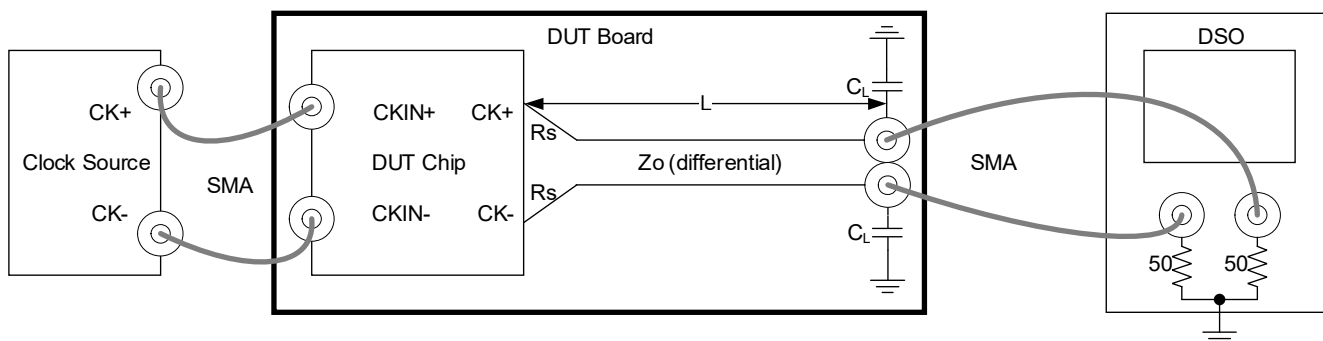 DUT Board
DSO
CK+
CKIN+
CK+
L
CL
Rs
Clock Source
SMA
DUT Chip
Zo (differential)
SMA
CK-
CKIN-
Rs
CK-
CL
50
50